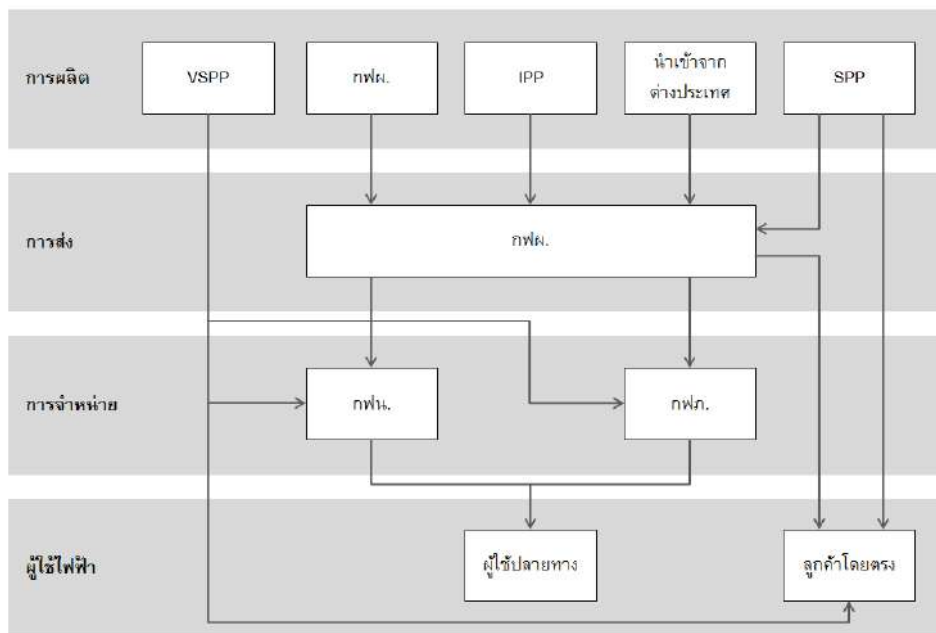 การผลิต
VSPP
กฟผ.
IPP
นำเข้าจาก
ต่างประเทศ
SPP
การส่ง
กฟผ.
การจำหน่าย
กฟน.
กฟภ.
ผู้ใช้ไฟฟ้า
ผู้ใช้ปลายทาง
ลูกค้าโดยตรง